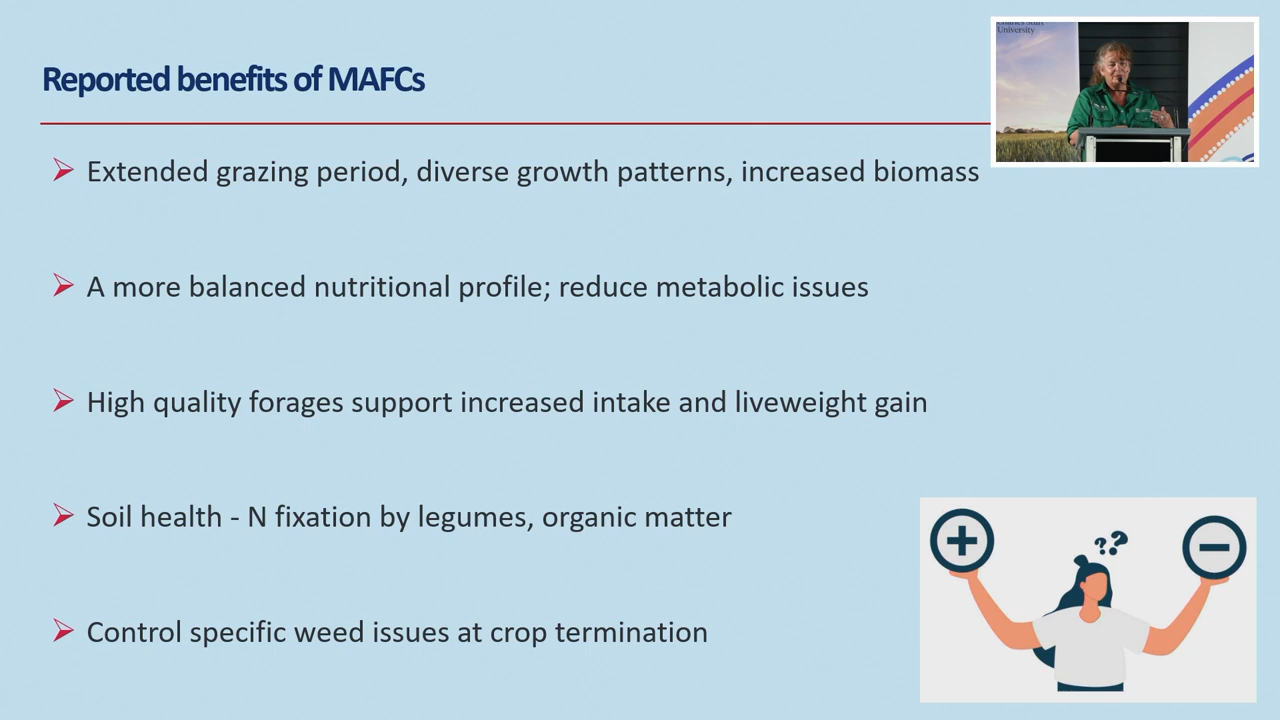 Reported benefits of MAFCs
University
Extended grazing period, diverse growth patterns, increased biomass
A more balanced nutritional profile; reduce metabolic issues
High quality forages support increased intake and liveweight gain
Soil health - N fixation by legumes, organic matter
Control specific weed issues at crop termination
+
??
−